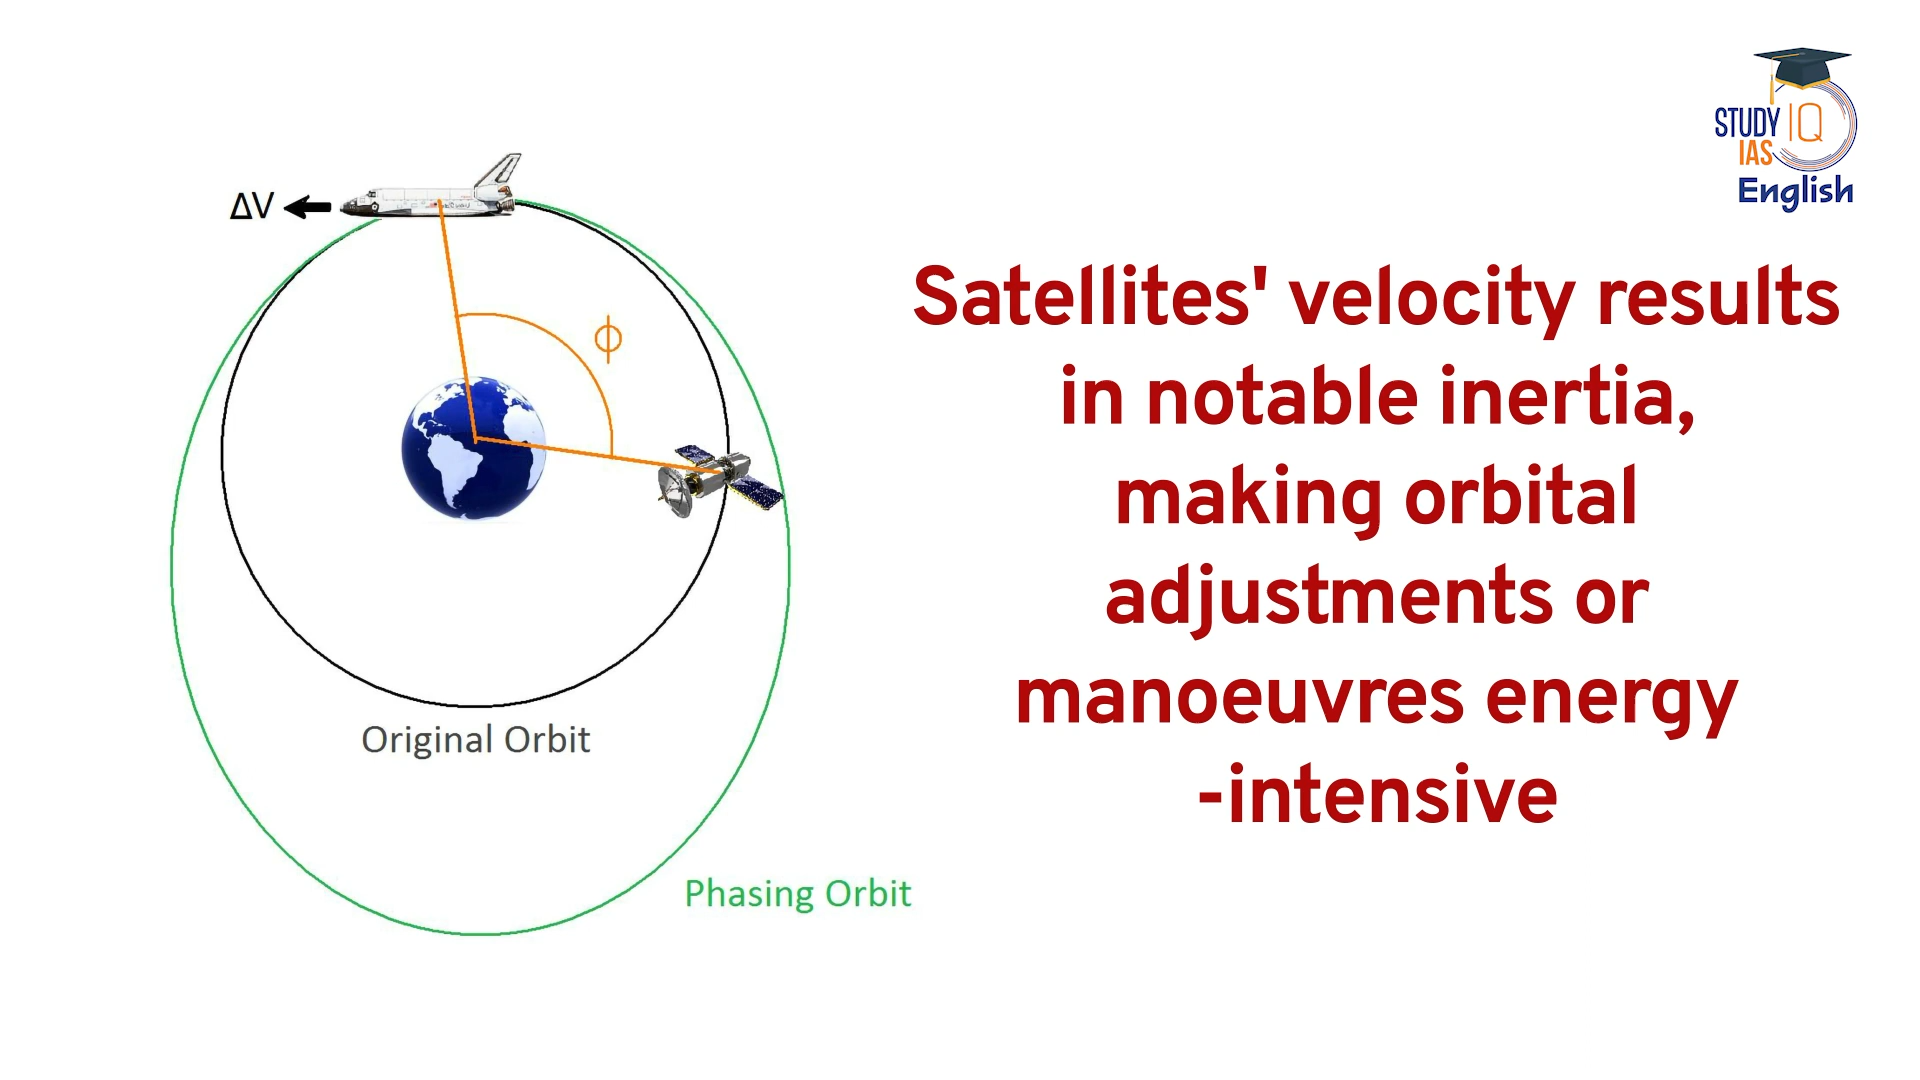 STUDY IQ
IAS
English
ΔV
ϕ
Original Orbit
Phasing Orbit
Satellites' velocity results
in notable inertia,
making orbital
adjustments or
manoeuvres energy
-intensive